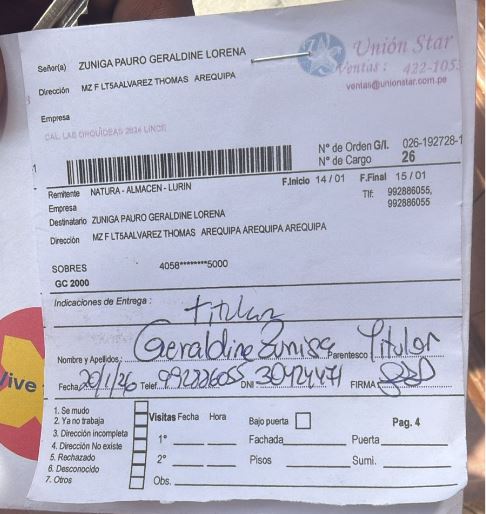 Señor(a) ZUNIGA PAURO GERALDINE LORENA
Unión Star
Dirección MZ F LT5AALVAREZ THOMAS AREQUIPA
Ventas: 422-105
ventas@unionstar.com.pe
Empresa
CAL. LAS ORQUIDEAS 2624 LINCE
Nº de Orden G/I. 026-192728-1
Nº de Cargo 26
Remitente NATURA - ALMACEN - LURIN F.Inicio 14 / 01 F.Final 15 / 01
Empresa Tlf: 992886055,
Destinatario ZUNIGA PAURO GERALDINE LORENA 992886055
Dirección MZ F LT5AALVAREZ THOMAS AREQUIPA AREQUIPA AREQUIPA
SOBRES 4058********5000
GC 2000
Indicaciones de Entrega :
titular
Nombre y Apellidos: Geraldine Zuniga Parentesco Titular
Fecha 20/1/26 Telef. 992886055 DNI 30424471 FIRMA
1. Se mudo Visitas Fecha Hora Bajo puerta Pag. 4
2. Ya no trabaja
3. Dirección incompleta 1° Fachada Puerta
4. Dirección No existe
5. Rechazado 2° Pisos Sumi.
6. Desconocido
7. Otros Obs.
Vive